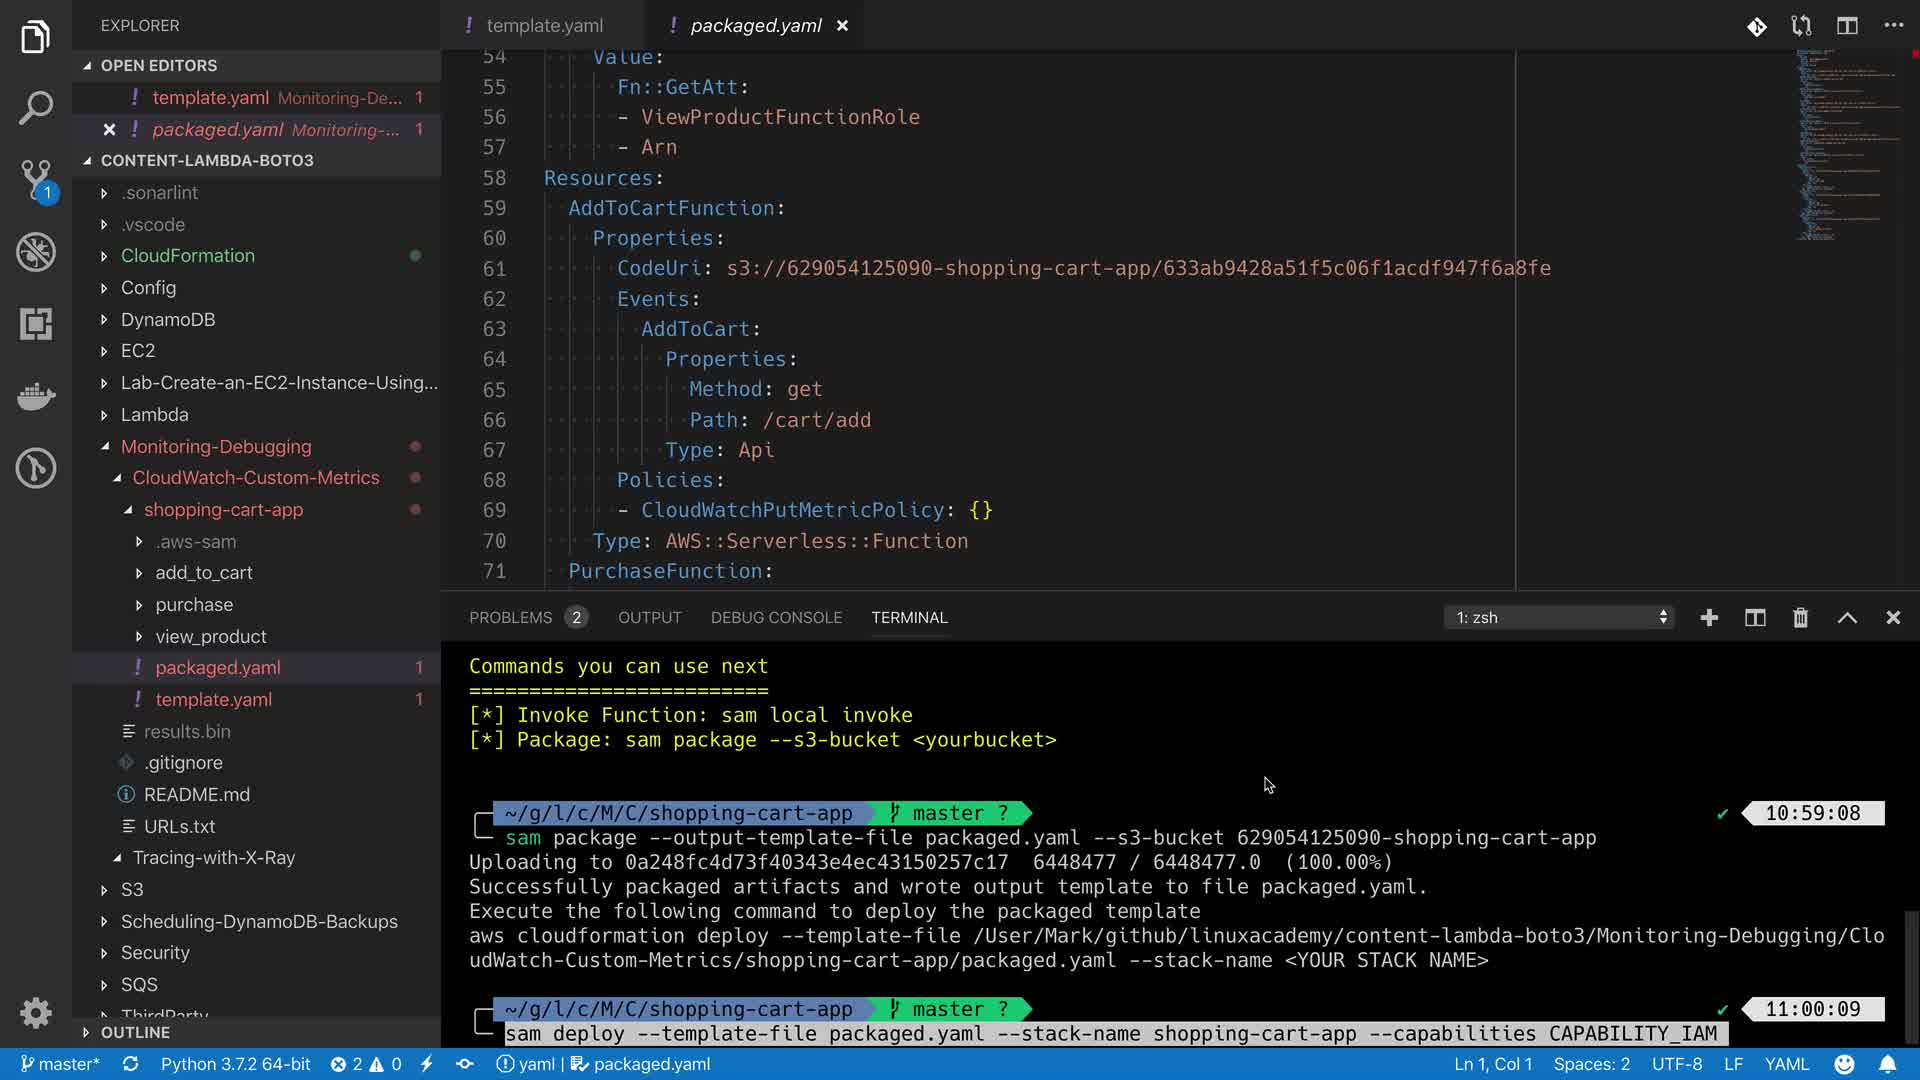 EXPLORER
OPEN EDITORS
! template.yaml Monitoring-De... 1
! packaged.yaml Monitoring-... 1
CONTENT-LAMBDA-BOTO3
.sonarlint
.vscode
CloudFormation
Config
DynamoDB
EC2
Lab-Create-an-EC2-Instance-Using...
Lambda
Monitoring-Debugging
CloudWatch-Custom-Metrics
shopping-cart-app
.aws-sam
add_to_cart
purchase
view_product
! packaged.yaml 1
! template.yaml 1
results.bin
.gitignore
README.md
URLs.txt
Tracing-with-X-Ray
S3
Scheduling-DynamoDB-Backups
Security
SQS
ThirdParty
OUTLINE
1
! template.yaml
! packaged.yaml
54 Value:
55 Fn::GetAtt:
56 - ViewProductFunctionRole
57 - Arn
58 Resources:
59 AddToCartFunction:
60 Properties:
61 CodeUri: s3://629054125090-shopping-cart-app/633ab9428a51f5c06f1acdf947f6a8fe
62 Events:
63 AddToCart:
64 Properties:
65 Method: get
66 Path: /cart/add
67 Type: Api
68 Policies:
69 - CloudWatchPutMetricPolicy: {}
70 Type: AWS::Serverless::Function
71 PurchaseFunction:
PROBLEMS 2 OUTPUT DEBUG CONSOLE TERMINAL 1: zsh
Commands you can use next
=========================
[*] Invoke Function: sam local invoke
[*] Package: sam package --s3-bucket <yourbucket>
~/g/l/c/M/C/shopping-cart-app master ? ✔ 10:59:08
sam package --output-template-file packaged.yaml --s3-bucket 629054125090-shopping-cart-app
Uploading to 0a248fc4d73f40343e4ec43150257c17 6448477 / 6448477.0 (100.00%)
Successfully packaged artifacts and wrote output template to file packaged.yaml.
Execute the following command to deploy the packaged template
aws cloudformation deploy --template-file /User/Mark/github/linuxacademy/content-lambda-boto3/Monitoring-Debugging/Clo
udWatch-Custom-Metrics/shopping-cart-app/packaged.yaml --stack-name <YOUR STACK NAME>
~/g/l/c/M/C/shopping-cart-app master ? ✔ 11:00:09
sam deploy --template-file packaged.yaml --stack-name shopping-cart-app --capabilities CAPABILITY_IAM
master* Python 3.7.2 64-bit 2 0 yaml | packaged.yaml Ln 1, Col 1 Spaces: 2 UTF-8 LF YAML